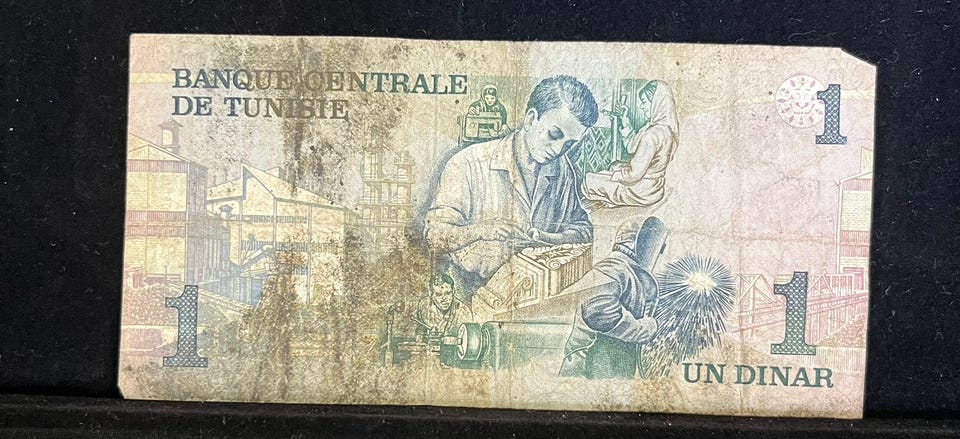 BANQUE CENTRALE
DE TUNISIE
1
1
1
UN DINAR